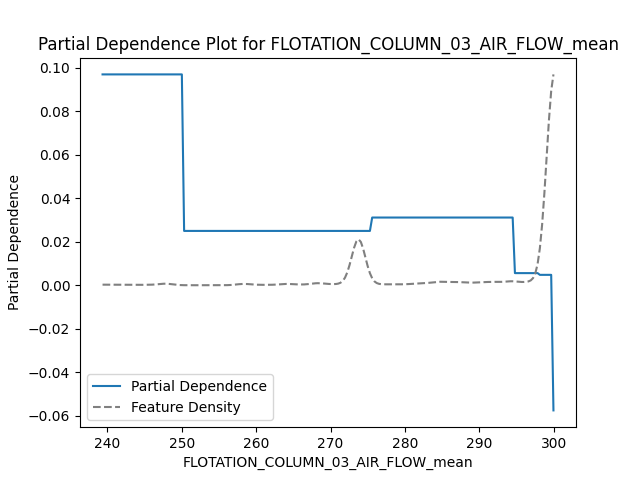 Partial Dependence Plot for FLOTATION_COLUMN_03_AIR_FLOW_mean
0.10
0.08
0.06
0.04
0.02
0.00
−0.02
−0.04
−0.06
Partial Dependence
Partial Dependence
Feature Density
240 250 260 270 280 290 300
FLOTATION_COLUMN_03_AIR_FLOW_mean